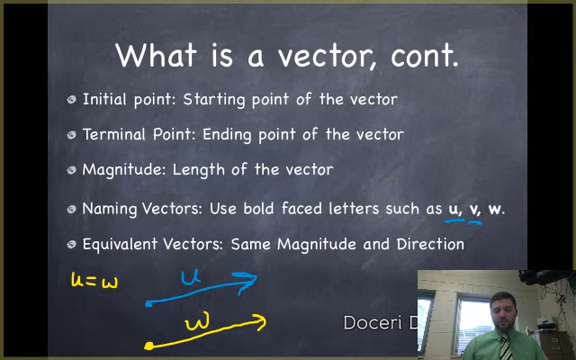 What is a vector, cont.
Initial point: Starting point of the vector
Terminal Point: Ending point of the vector
Magnitude: Length of the vector
Naming Vectors: Use bold faced letters such as u, v, w.
Equivalent Vectors: Same Magnitude and Direction
u = w
u
w
Doceri D